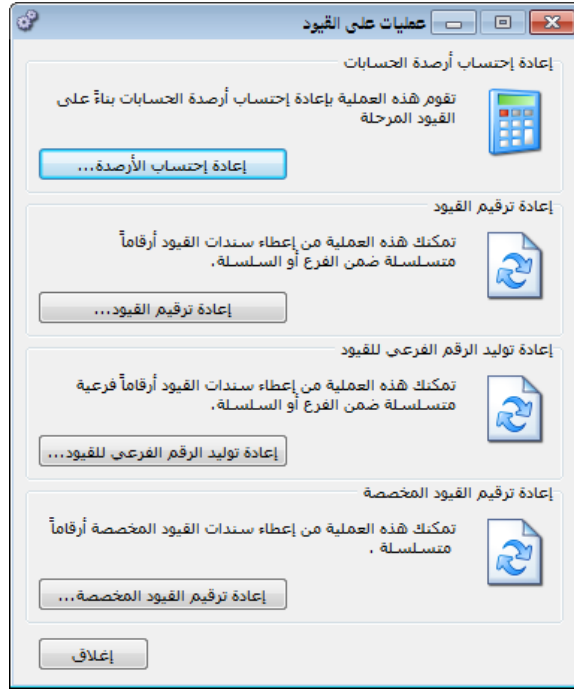 عمليات على القيود
إعادة إحتساب أرصدة الحسابات
تقوم هذه العملية بإعادة إحتساب أرصدة الحسابات بناءً على
القيود المرحلة
إعادة إحتساب الأرصدة...
إعادة ترقيم القيود
تمكنك هذه العملية من إعطاء سندات القيود أرقاماً
متسلسلة ضمن الفرع أو السلسلة.
إعادة ترقيم القيود...
إعادة توليد الرقم الفرعي للقيود
تمكنك هذه العملية من إعطاء سندات القيود أرقاماً فرعية
متسلسلة ضمن الفرع أو السلسلة.
إعادة توليد الرقم الفرعي للقيود...
إعادة ترقيم القيود المخصصة
تمكنك هذه العملية من إعطاء سندات القيود المخصصة أرقاماً
متسلسلة .
إعادة ترقيم القيود المخصصة...
إغلاق